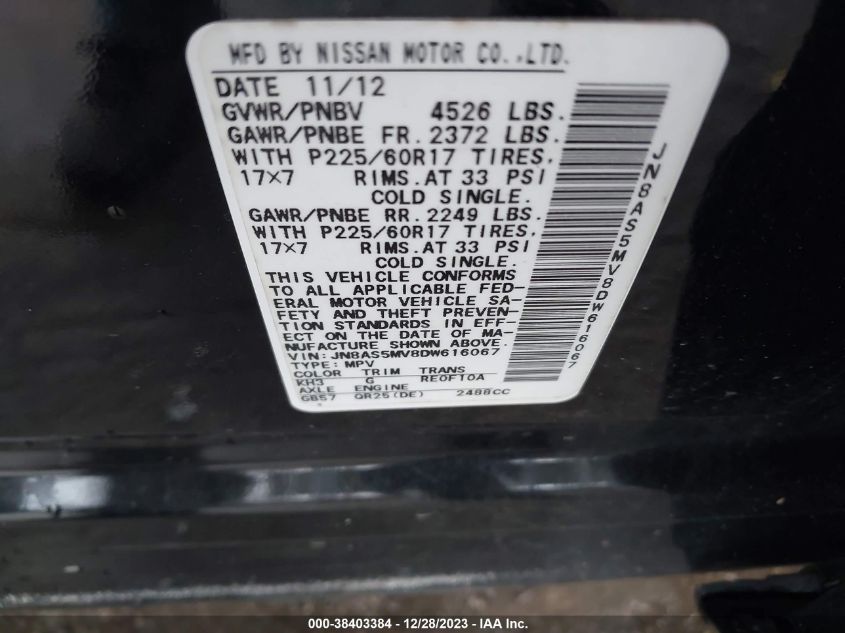 MFD BY NISSAN MOTOR CO.,LTD.
DATE 11/12
GVWR/PNBV 4526 LBS.
GAWR/PNBE FR. 2372 LBS.
WITH P225/60R17 TIRES.
17×7 RIMS.AT 33 PSI
COLD SINGLE.
GAWR/PNBE RR. 2249 LBS.
WITH P225/60R17 TIRES.
17×7 RIMS.AT 33 PSI
COLD SINGLE.
THIS VEHICLE CONFORMS
TO ALL APPLICABLE FED-
ERAL MOTOR VEHICLE SA-
FETY AND THEFT PREVEN-
TION STANDARDS IN EFF-
ECT ON THE DATE OF MA-
NUFACTURE SHOWN ABOVE.
VIN: JN8AS5MV8DW616067
TYPE: MPV
COLOR TRIM TRANS
KH3 G RE0F10A
AXLE ENGINE
GB57 QR25(DE) 2488CC
JN8AS5MV8DW616067
000-38403384 - 12/28/2023 - IAA Inc.